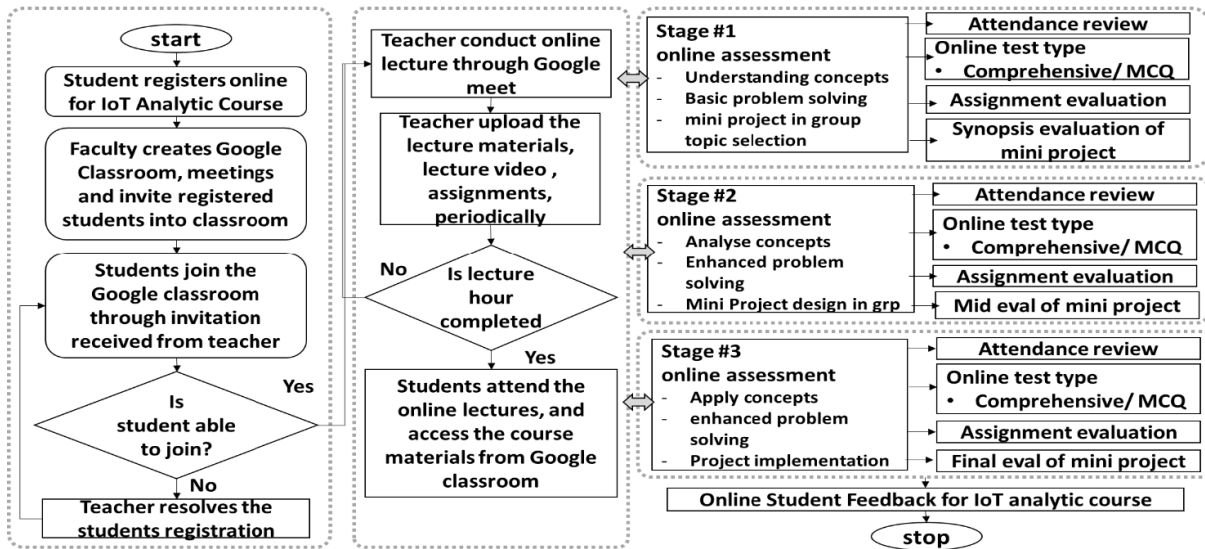 start
Student registers online
for IoT Analytic Course
Faculty creates Google
Classroom, meetings
and invite registered
students into classroom
Students join the
Google classroom
through invitation
received from teacher
Yes
Is
student able
to join?
No
Teacher resolves the
students registration
Teacher conduct online
lecture through Google
meet
Teacher upload the
lecture materials,
lecture video ,
assignments,
periodically
No
Is lecture
hour
completed
Yes
Students attend the
online lectures, and
access the course
materials from Google
classroom
Stage #1
online assessment
- Understanding concepts
- Basic problem solving
- mini project in group
topic selection
Attendance review
Online test type
• Comprehensive/ MCQ
Assignment evaluation
Synopsis evaluation of
mini project
Stage #2
online assessment
- Analyse concepts
- Enhanced problem
solving
- Mini Project design in grp
Attendance review
Online test type
• Comprehensive/ MCQ
Assignment evaluation
Mid eval of mini project
Stage #3
online assessment
- Apply concepts
- enhanced problem
solving
- Project implementation
Attendance review
Online test type
• Comprehensive/ MCQ
Assignment evaluation
Final eval of mini project
Online Student Feedback for IoT analytic course
stop